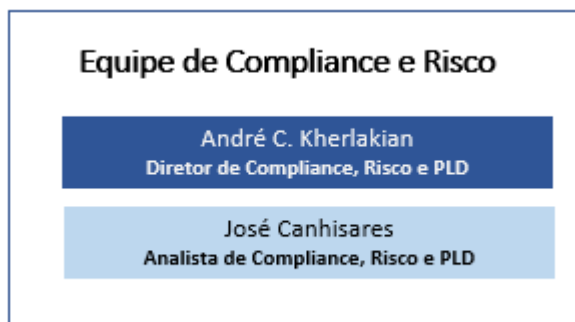 Equipe de Compliance e Risco
André C. Kherlakian
Diretor de Compliance, Risco e PLD
José Canhisares
Analista de Compliance, Risco e PLD